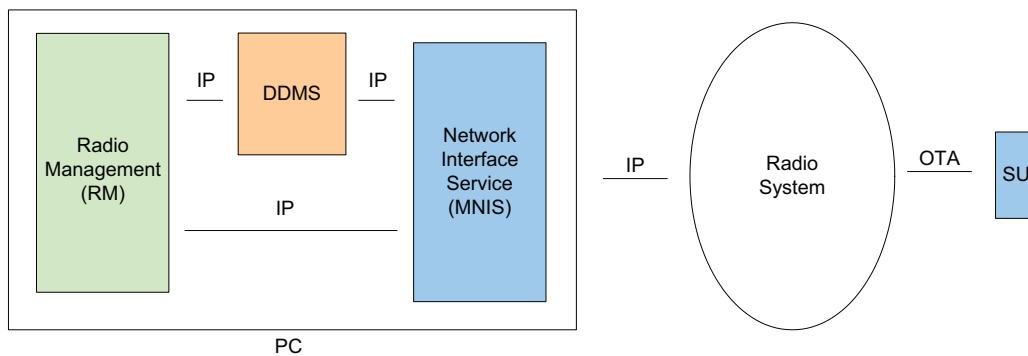 Radio
Management
(RM)
IP
DDMS
IP
IP
Network
Interface
Service
(MNIS)
PC
IP
Radio
System
OTA
SU